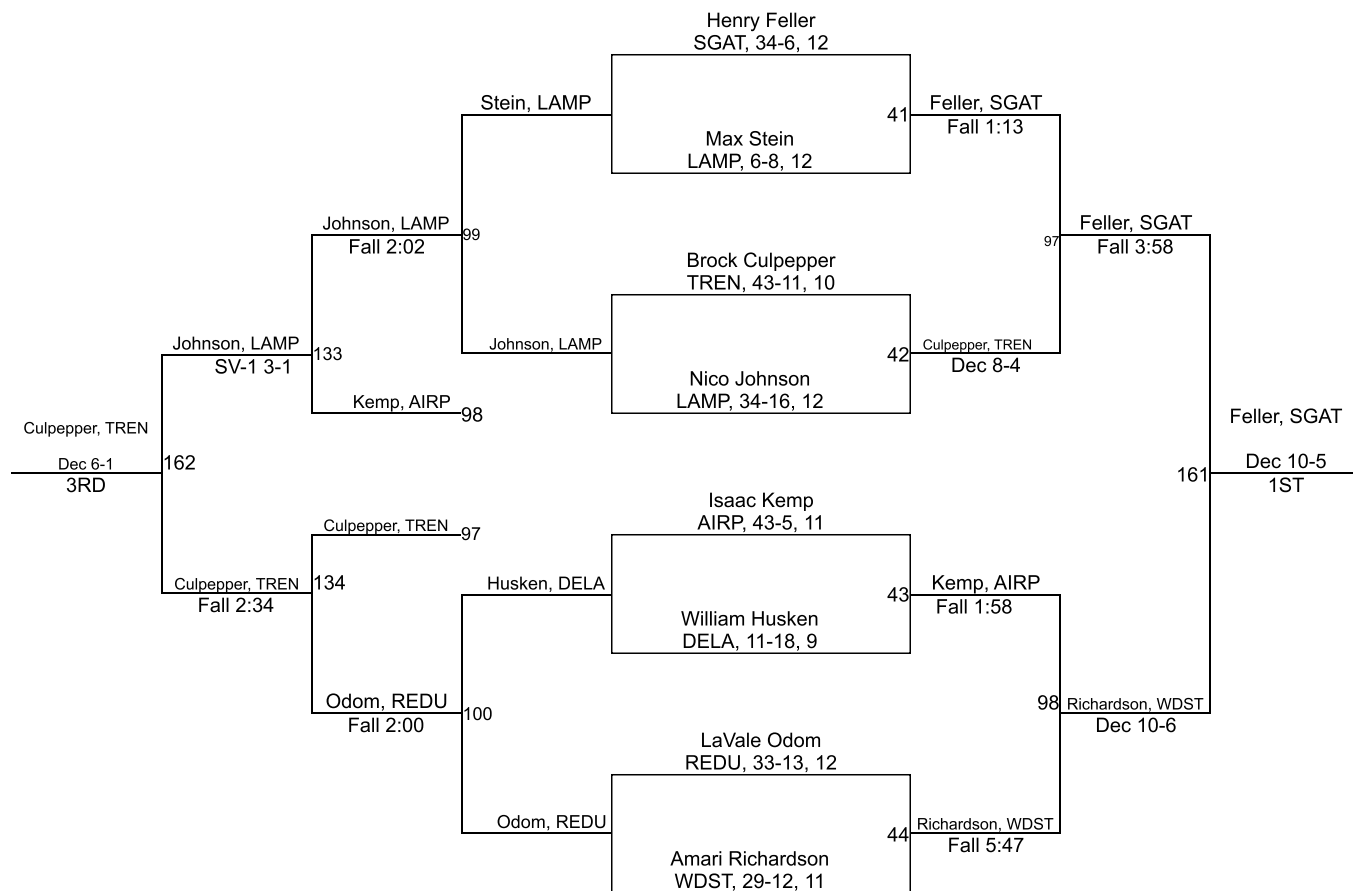 Henry Feller
SGAT, 34-6, 12
Stein, LAMP
41
Feller, SGAT
Fall 1:13
Max Stein
LAMP, 6-8, 12
Johnson, LAMP
Fall 2:02
99
97
Feller, SGAT
Fall 3:58
Brock Culpepper
TREN, 43-11, 10
Johnson, LAMP
SV-1 3-1
133
Johnson, LAMP
42
Culpepper, TREN
Dec 8-4
Nico Johnson
LAMP, 34-16, 12
Kemp, AIRP
98
Culpepper, TREN
Dec 6-1
3RD
162
Feller, SGAT
161
Dec 10-5
1ST
Isaac Kemp
AIRP, 43-5, 11
Culpepper, TREN
97
Culpepper, TREN
Fall 2:34
134
Husken, DELA
43
Kemp, AIRP
Fall 1:58
William Husken
DELA, 11-18, 9
Odom, REDU
Fall 2:00
100
98
Richardson, WDST
Dec 10-6
LaVale Odom
REDU, 33-13, 12
Odom, REDU
44
Richardson, WDST
Fall 5:47
Amari Richardson
WDST, 29-12, 11